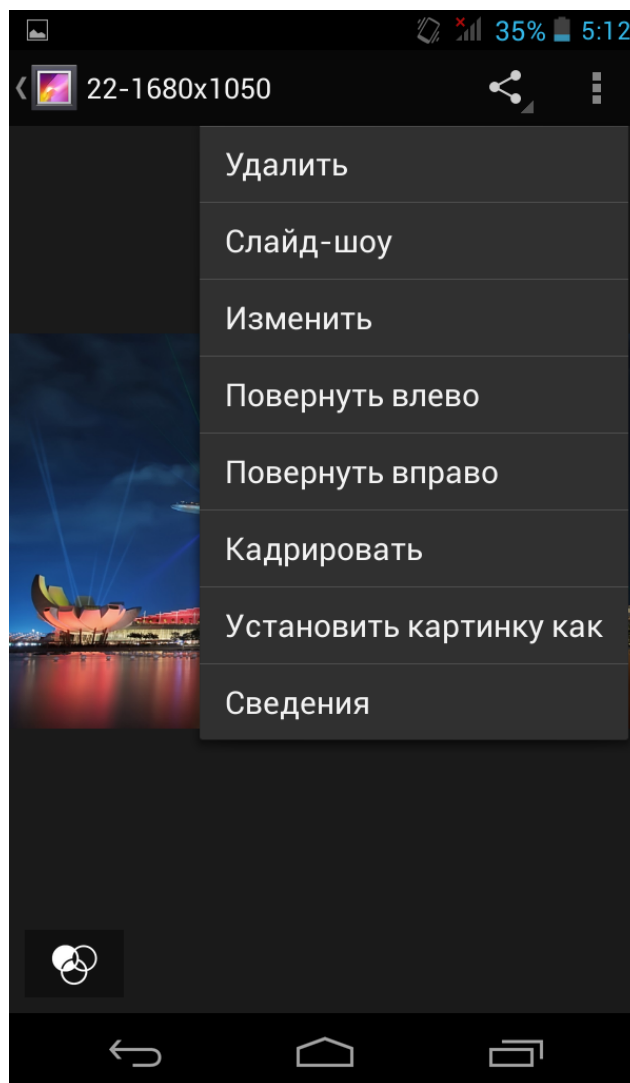 35% 5:12
22-1680x1050
Удалить
Слайд-шоу
Изменить
Повернуть влево
Повернуть вправо
Кадрировать
Установить картинку как
Сведения